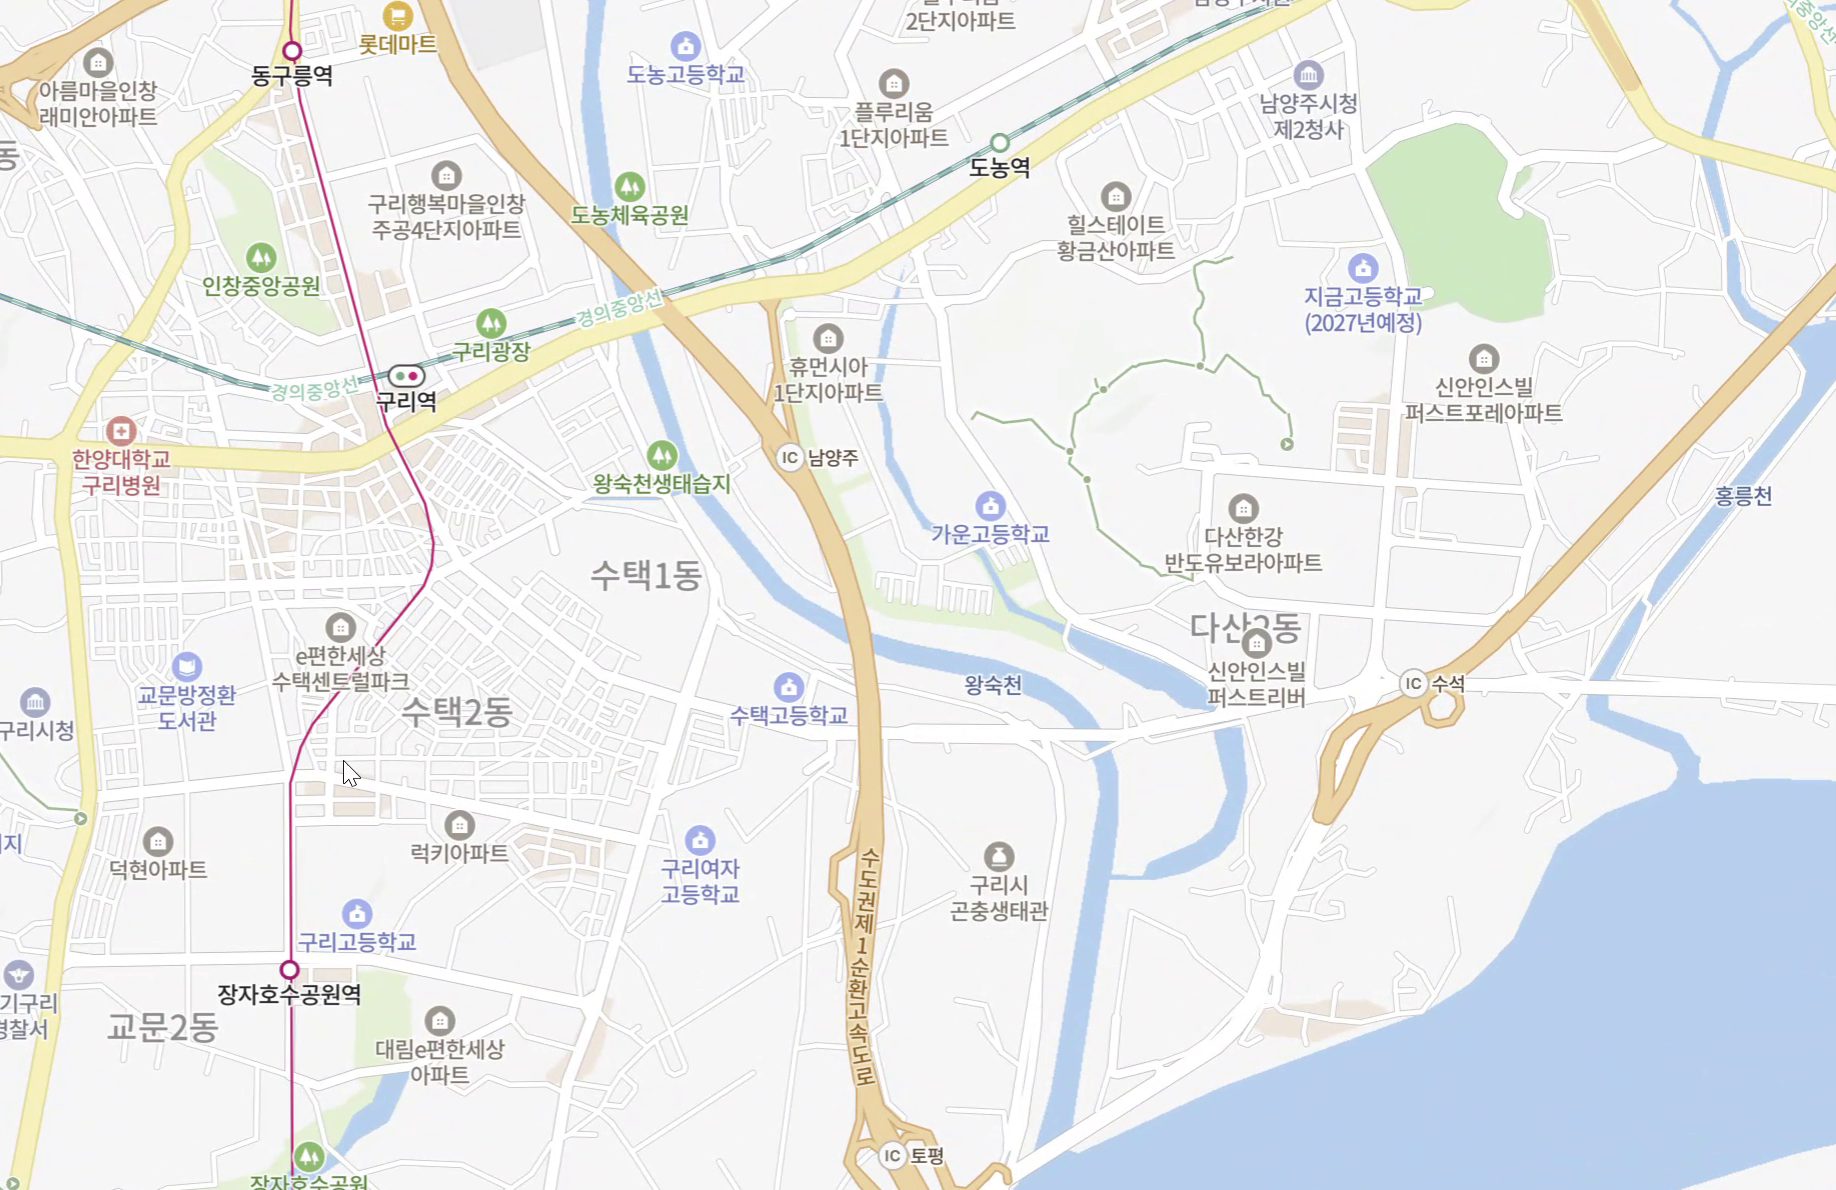 롯데마트
2단지아파트
동구릉역
아름마을인창
래미안아파트
도농고등학교
플루리움
1단지아파트
남양주시청
제2청사
동
도농역
구리행복마을인창
주공4단지아파트
도농체육공원
힐스테이트
황금산아파트
인창중앙공원
지금고등학교
(2027년예정)
경의중앙선
구리광장
휴먼시아
1단지아파트
경의중앙선
구리역
신안인스빌
퍼스트포레아파트
한양대학교
구리병원
IC 남양주
왕숙천생태습지
홍릉천
가운고등학교
다산한강
반도유보라아파트
수택1동
다산2동
e편한세상
수택센트럴파크
신안인스빌
퍼스트리버
교문방정환
도서관
왕숙천
IC 수석
구리시청
수택2동
수택고등학교
럭키아파트
덕현아파트
구리여자
고등학교
구리시
곤충생태관
수도권제1순환고속도로
구리고등학교
장자호수공원역
교문2동
대림e편한세상
아파트
IC 토평
장자호수공원